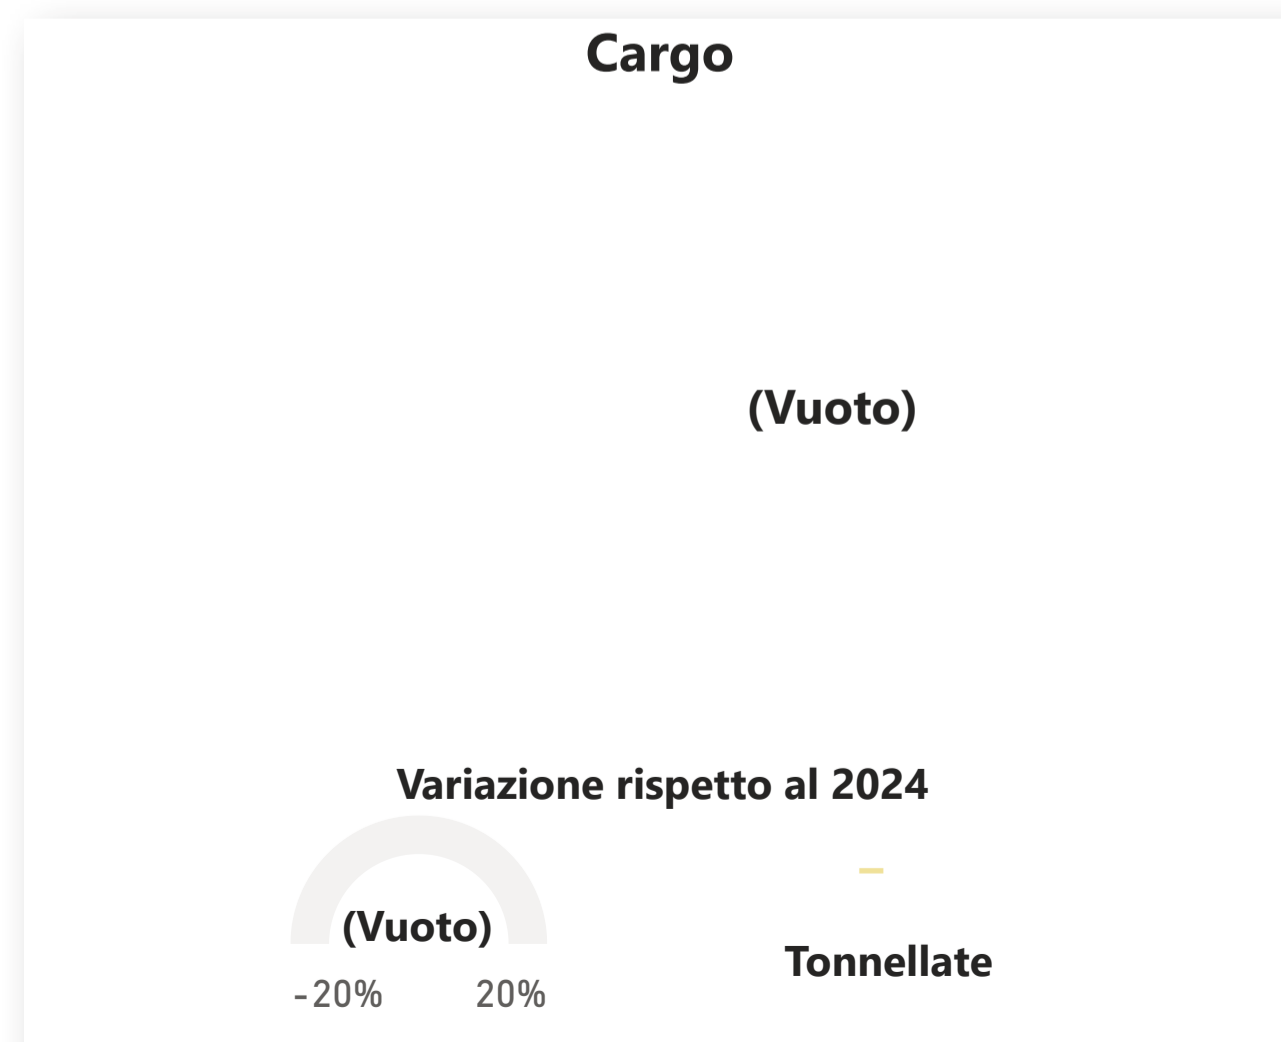 Cargo
(Vuoto)
Variazione rispetto al 2024
–
(Vuoto)
-20% 20%
Tonnellate